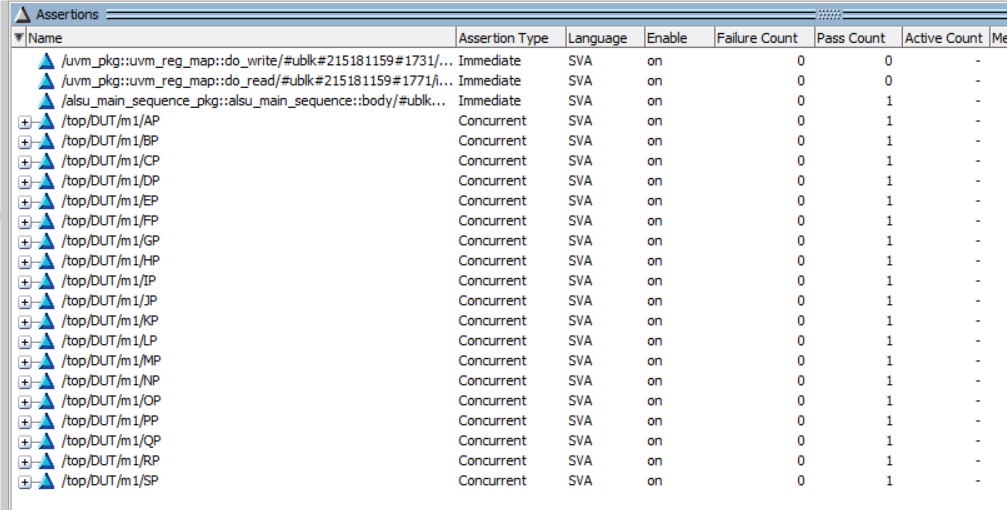 Assertions
Name Assertion Type Language Enable Failure Count Pass Count Active Count Me
/uvm_pkg::uvm_reg_map::do_write/#ublk#215181159#1731/... Immediate SVA on 0 0 -
/uvm_pkg::uvm_reg_map::do_read/#ublk#215181159#1771/i... Immediate SVA on 0 0 -
/alsu_main_sequence_pkg::alsu_main_sequence::body/#ublk... Immediate SVA on 0 1 -
/top/DUT/m1/AP Concurrent SVA on 0 1 -
/top/DUT/m1/BP Concurrent SVA on 0 1 -
/top/DUT/m1/CP Concurrent SVA on 0 1 -
/top/DUT/m1/DP Concurrent SVA on 0 1 -
/top/DUT/m1/EP Concurrent SVA on 0 1 -
/top/DUT/m1/FP Concurrent SVA on 0 1 -
/top/DUT/m1/GP Concurrent SVA on 0 1 -
/top/DUT/m1/HP Concurrent SVA on 0 1 -
/top/DUT/m1/IP Concurrent SVA on 0 1 -
/top/DUT/m1/JP Concurrent SVA on 0 1 -
/top/DUT/m1/KP Concurrent SVA on 0 1 -
/top/DUT/m1/LP Concurrent SVA on 0 1 -
/top/DUT/m1/MP Concurrent SVA on 0 1 -
/top/DUT/m1/NP Concurrent SVA on 0 1 -
/top/DUT/m1/OP Concurrent SVA on 0 1 -
/top/DUT/m1/PP Concurrent SVA on 0 1 -
/top/DUT/m1/QP Concurrent SVA on 0 1 -
/top/DUT/m1/RP Concurrent SVA on 0 1 -
/top/DUT/m1/SP Concurrent SVA on 0 1 -